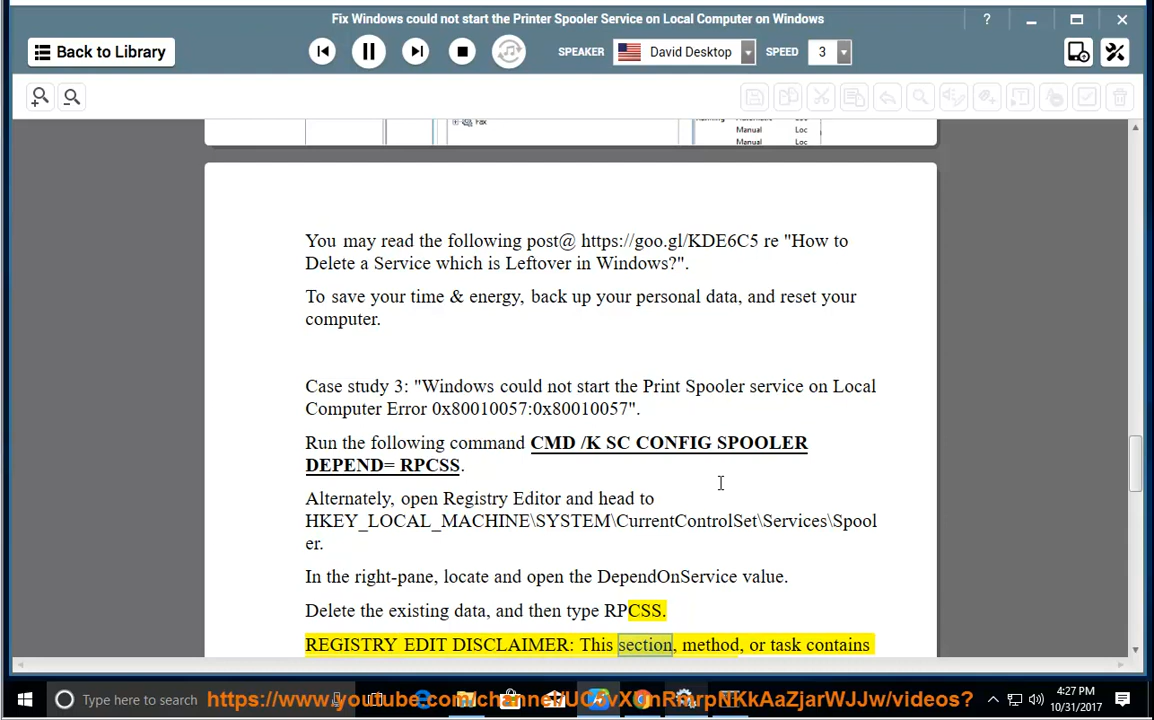 Fix Windows could not start the Printer Spooler Service on Local Computer on Windows
Back to Library
SPEAKER
David Desktop
SPEED
3
Fax
Manual Loc
Manual Loc
You may read the following post@ https://goo.gl/KDE6C5 re "How to
Delete a Service which is Leftover in Windows?".
To save your time & energy, back up your personal data, and reset your
computer.
Case study 3: "Windows could not start the Print Spooler service on Local
Computer Error 0x80010057:0x80010057".
Run the following command CMD /K SC CONFIG SPOOLER
DEPEND= RPCSS.
Alternately, open Registry Editor and head to
HKEY_LOCAL_MACHINE\SYSTEM\CurrentControlSet\Services\Spool
er.
In the right-pane, locate and open the DependOnService value.
Delete the existing data, and then type RPCSS.
REGISTRY EDIT DISCLAIMER: This section, method, or task contains
Type here to search
4:27 PM
10/31/2017